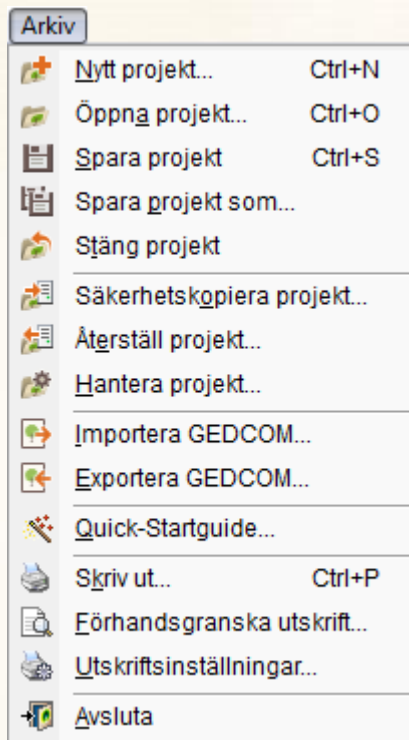 Arkiv
Nytt projekt... Ctrl+N
Öppna projekt... Ctrl+O
Spara projekt Ctrl+S
Spara projekt som...
Stäng projekt
Säkerhetskopiera projekt...
Återställ projekt...
Hantera projekt...
Importera GEDCOM...
Exportera GEDCOM...
Quick-Startguide...
Skriv ut... Ctrl+P
Förhandsgranska utskrift...
Utskriftsinställningar...
Avsluta